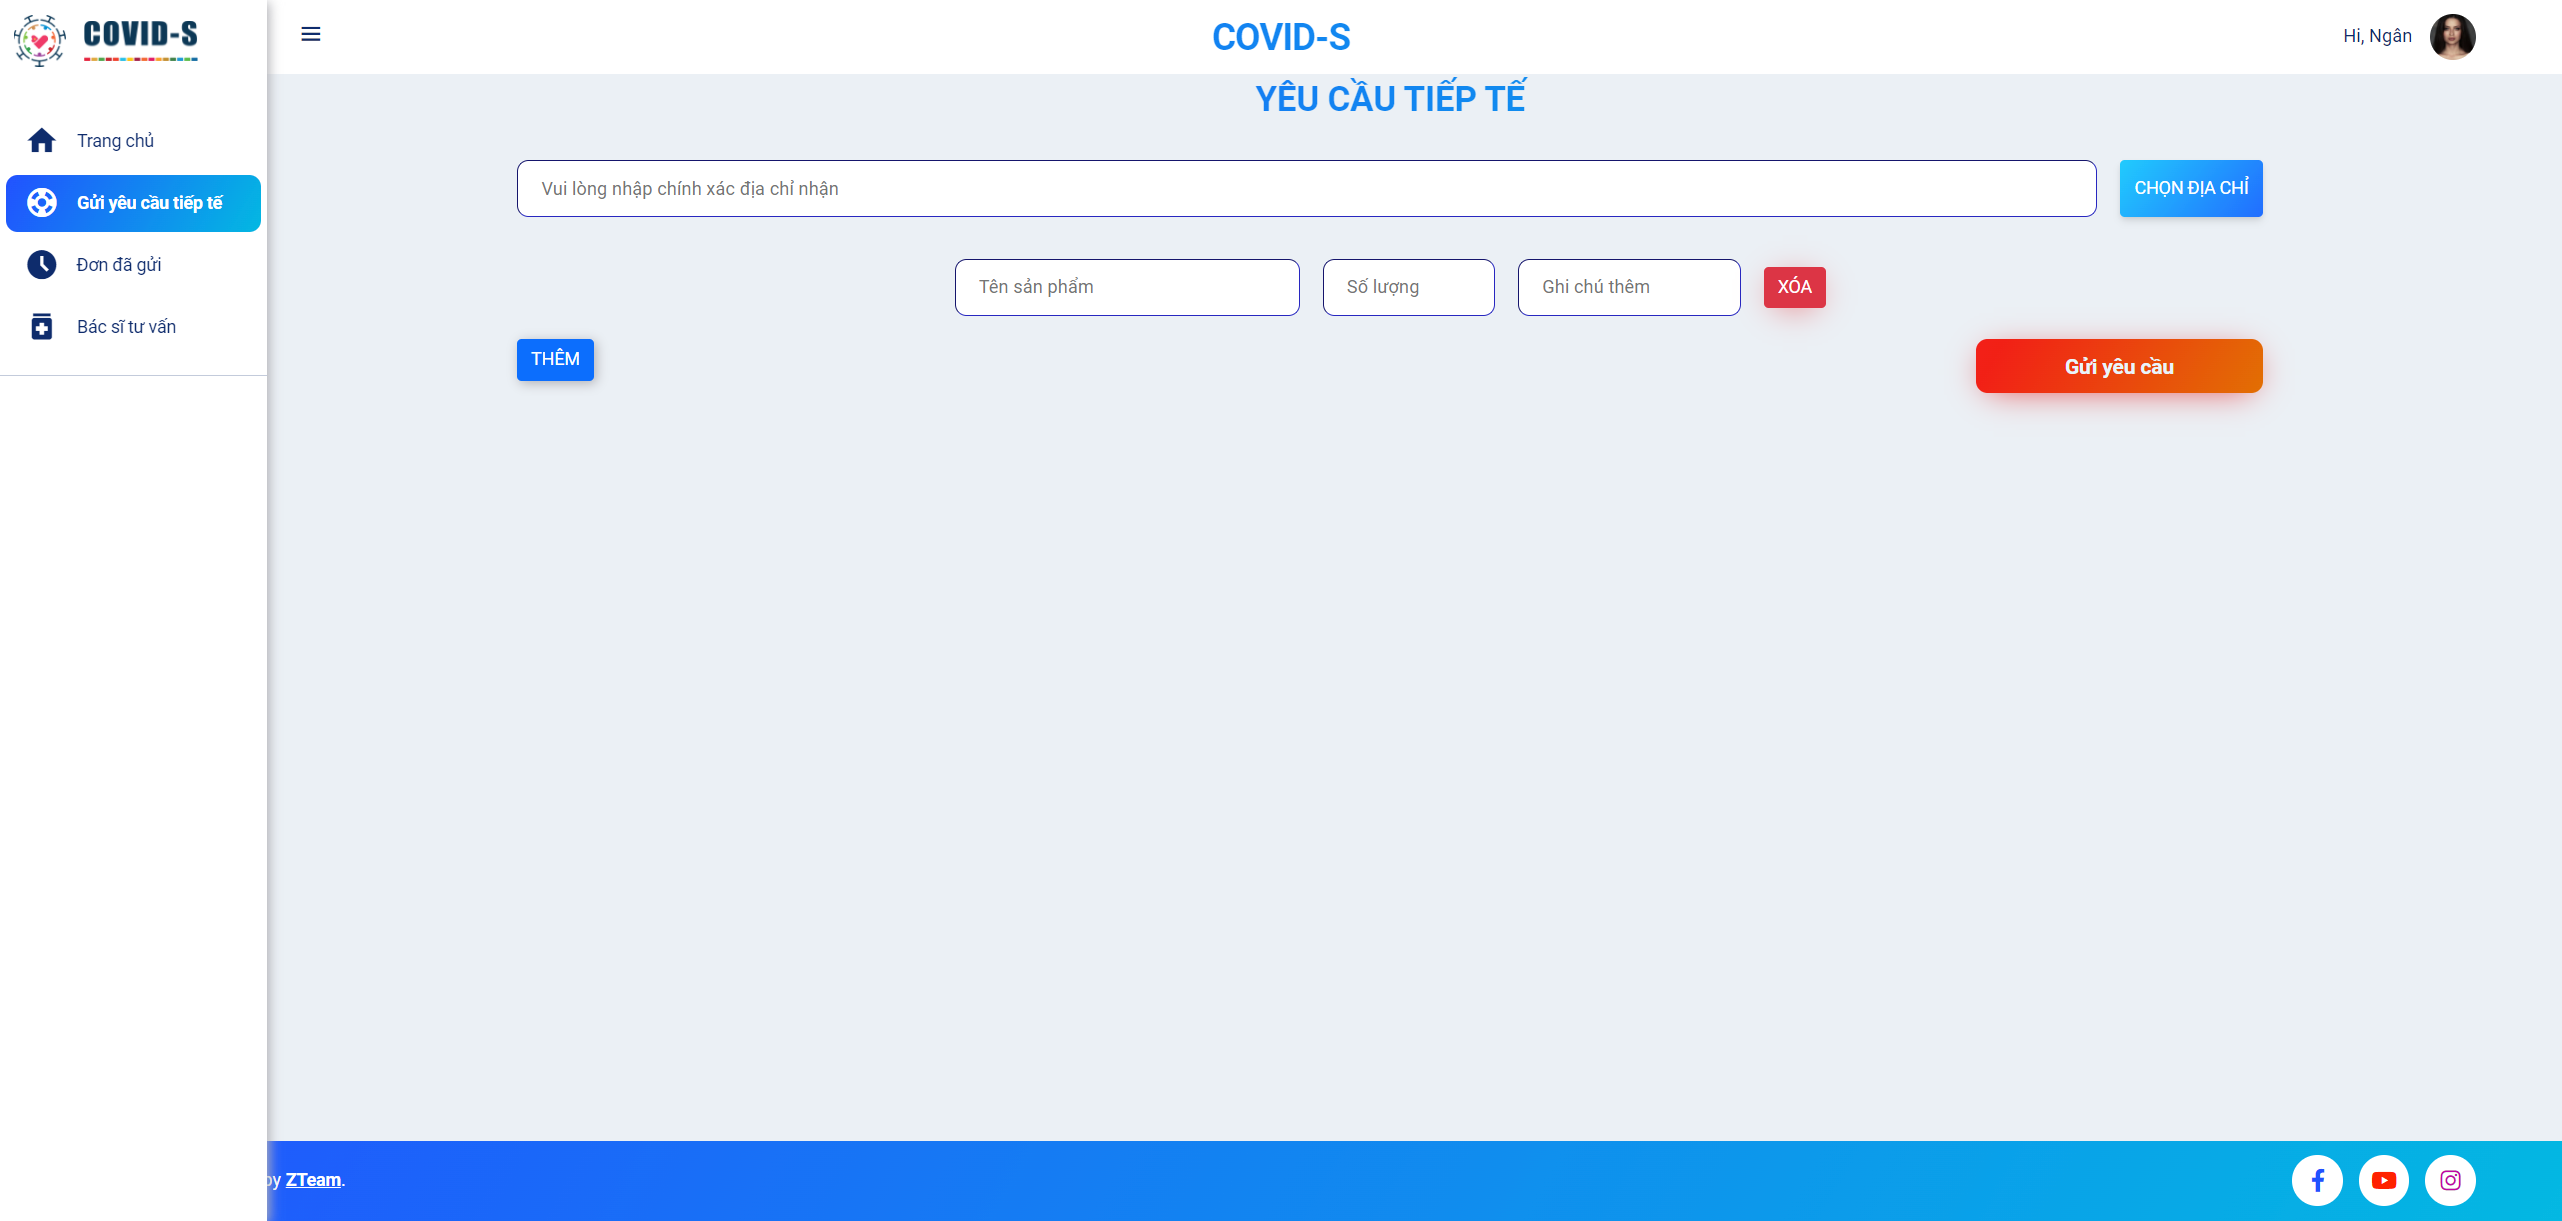 COVID-S
COVID-S
Hi, Ngân
Trang chủ
Gửi yêu cầu tiếp tế
Đơn đã gửi
Bác sĩ tư vấn
YÊU CẦU TIẾP TẾ
Vui lòng nhập chính xác địa chỉ nhận
CHỌN ĐỊA CHỈ
Tên sản phẩm
Số lượng
Ghi chú thêm
XÓA
THÊM
Gửi yêu cầu
by ZTeam.